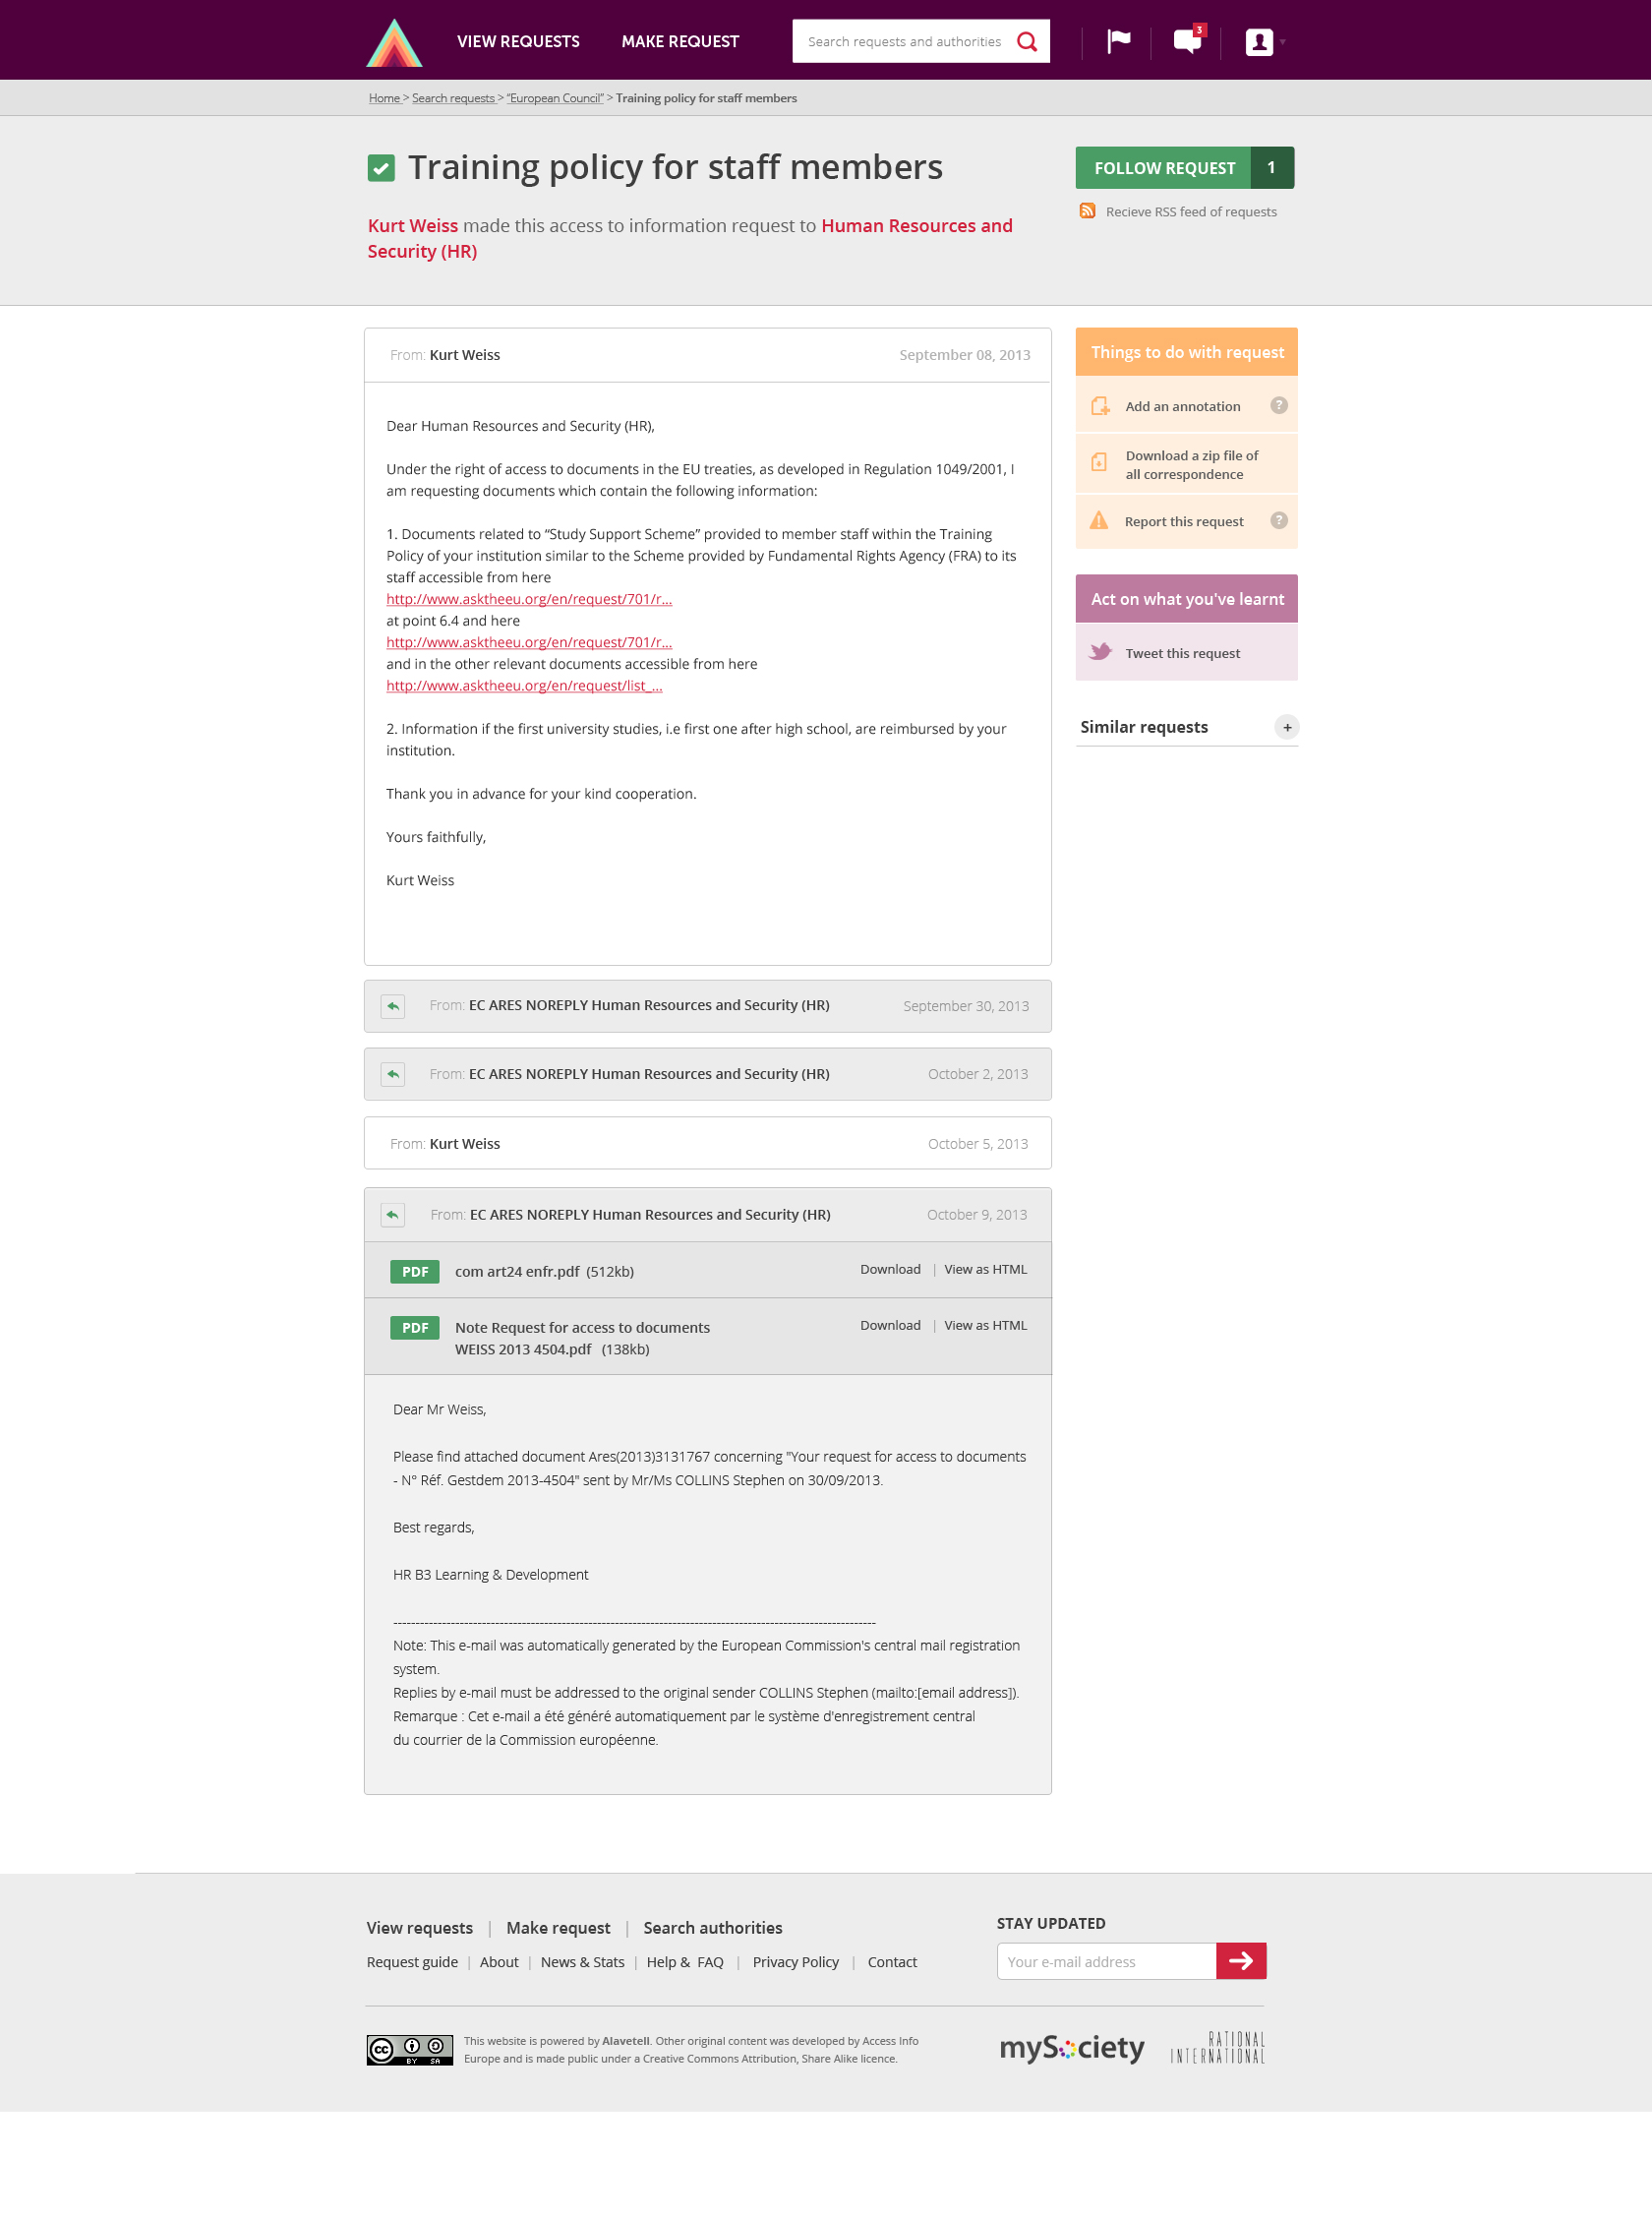 VIEW REQUESTS MAKE REQUEST Search requests and authorities 3
Home > Search requests > "European Council" > Training policy for staff members
Training policy for staff members
FOLLOW REQUEST 1
Recieve RSS feed of requests
Kurt Weiss made this access to information request to Human Resources and
Security (HR)
From: Kurt Weiss September 08, 2013
Dear Human Resources and Security (HR),
Under the right of access to documents in the EU treaties, as developed in Regulation 1049/2001, I
am requesting documents which contain the following information:
1. Documents related to “Study Support Scheme” provided to member staff within the Training
Policy of your institution similar to the Scheme provided by Fundamental Rights Agency (FRA) to its
staff accessible from here
http://www.asktheeu.org/en/request/701/r...
at point 6.4 and here
http://www.asktheeu.org/en/request/701/r...
and in the other relevant documents accessible from here
http://www.asktheeu.org/en/request/list_...
2. Information if the first university studies, i.e first one after high school, are reimbursed by your
institution.
Thank you in advance for your kind cooperation.
Yours faithfully,
Kurt Weiss
Things to do with request
Add an annotation ?
Download a zip file of
all correspondence
Report this request ?
Act on what you've learnt
Tweet this request
Similar requests +
From: EC ARES NOREPLY Human Resources and Security (HR) September 30, 2013
From: EC ARES NOREPLY Human Resources and Security (HR) October 2, 2013
From: Kurt Weiss October 5, 2013
From: EC ARES NOREPLY Human Resources and Security (HR) October 9, 2013
PDF com art24 enfr.pdf (512kb) Download | View as HTML
PDF Note Request for access to documents Download | View as HTML
WEISS 2013 4504.pdf (138kb)
Dear Mr Weiss,
Please find attached document Ares(2013)3131767 concerning "Your request for access to documents
- N° Réf. Gestdem 2013-4504" sent by Mr/Ms COLLINS Stephen on 30/09/2013.
Best regards,
HR B3 Learning & Development
----------------------------------------------------------------------------------------------------
Note: This e-mail was automatically generated by the European Commission's central mail registration
system.
Replies by e-mail must be addressed to the original sender COLLINS Stephen (mailto:[email address]).
Remarque : Cet e-mail a été généré automatiquement par le système d'enregistrement central
du courrier de la Commission européenne.
View requests | Make request | Search authorities
Request guide | About | News & Stats | Help & FAQ | Privacy Policy | Contact
STAY UPDATED
Your e-mail address
cc BY SA
This website is powered by Alavetell. Other original content was developed by Access Info
Europe and is made public under a Creative Commons Attribution, Share Alike licence.
mySociety
RATIONAL
INTERNATIONAL